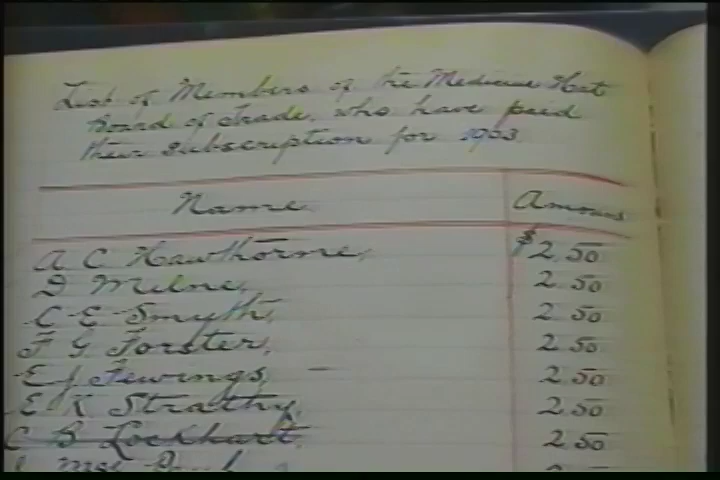 List of Members of the Medicine Hat
Board of Trade, who have paid
their subscription for 1903.
Name Amount
A C Hawthorne, $2 50
D Milne, 2 50
C E Smyth, 2 50
F G Forster, 2 50
E J Fewings, 2 50
E K Strathy, 2 50
C B Lockhart. 2 50